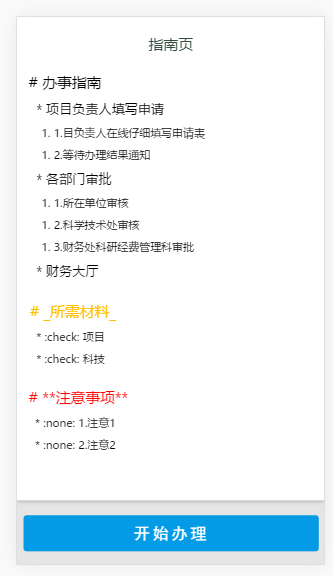 指南页
# 办事指南
* 项目负责人填写申请
1. 1.目负责人在线仔细填写申请表
1. 2.等待办理结果通知
* 各部门审批
1. 1.所在单位审核
1. 2.科学技术处审核
1. 3.财务处科研经费管理科审批
* 财务大厅
# _所需材料_
* :check: 项目
* :check: 科技
# **注意事项**
* :none: 1.注意1
* :none: 2.注意2
开始办理